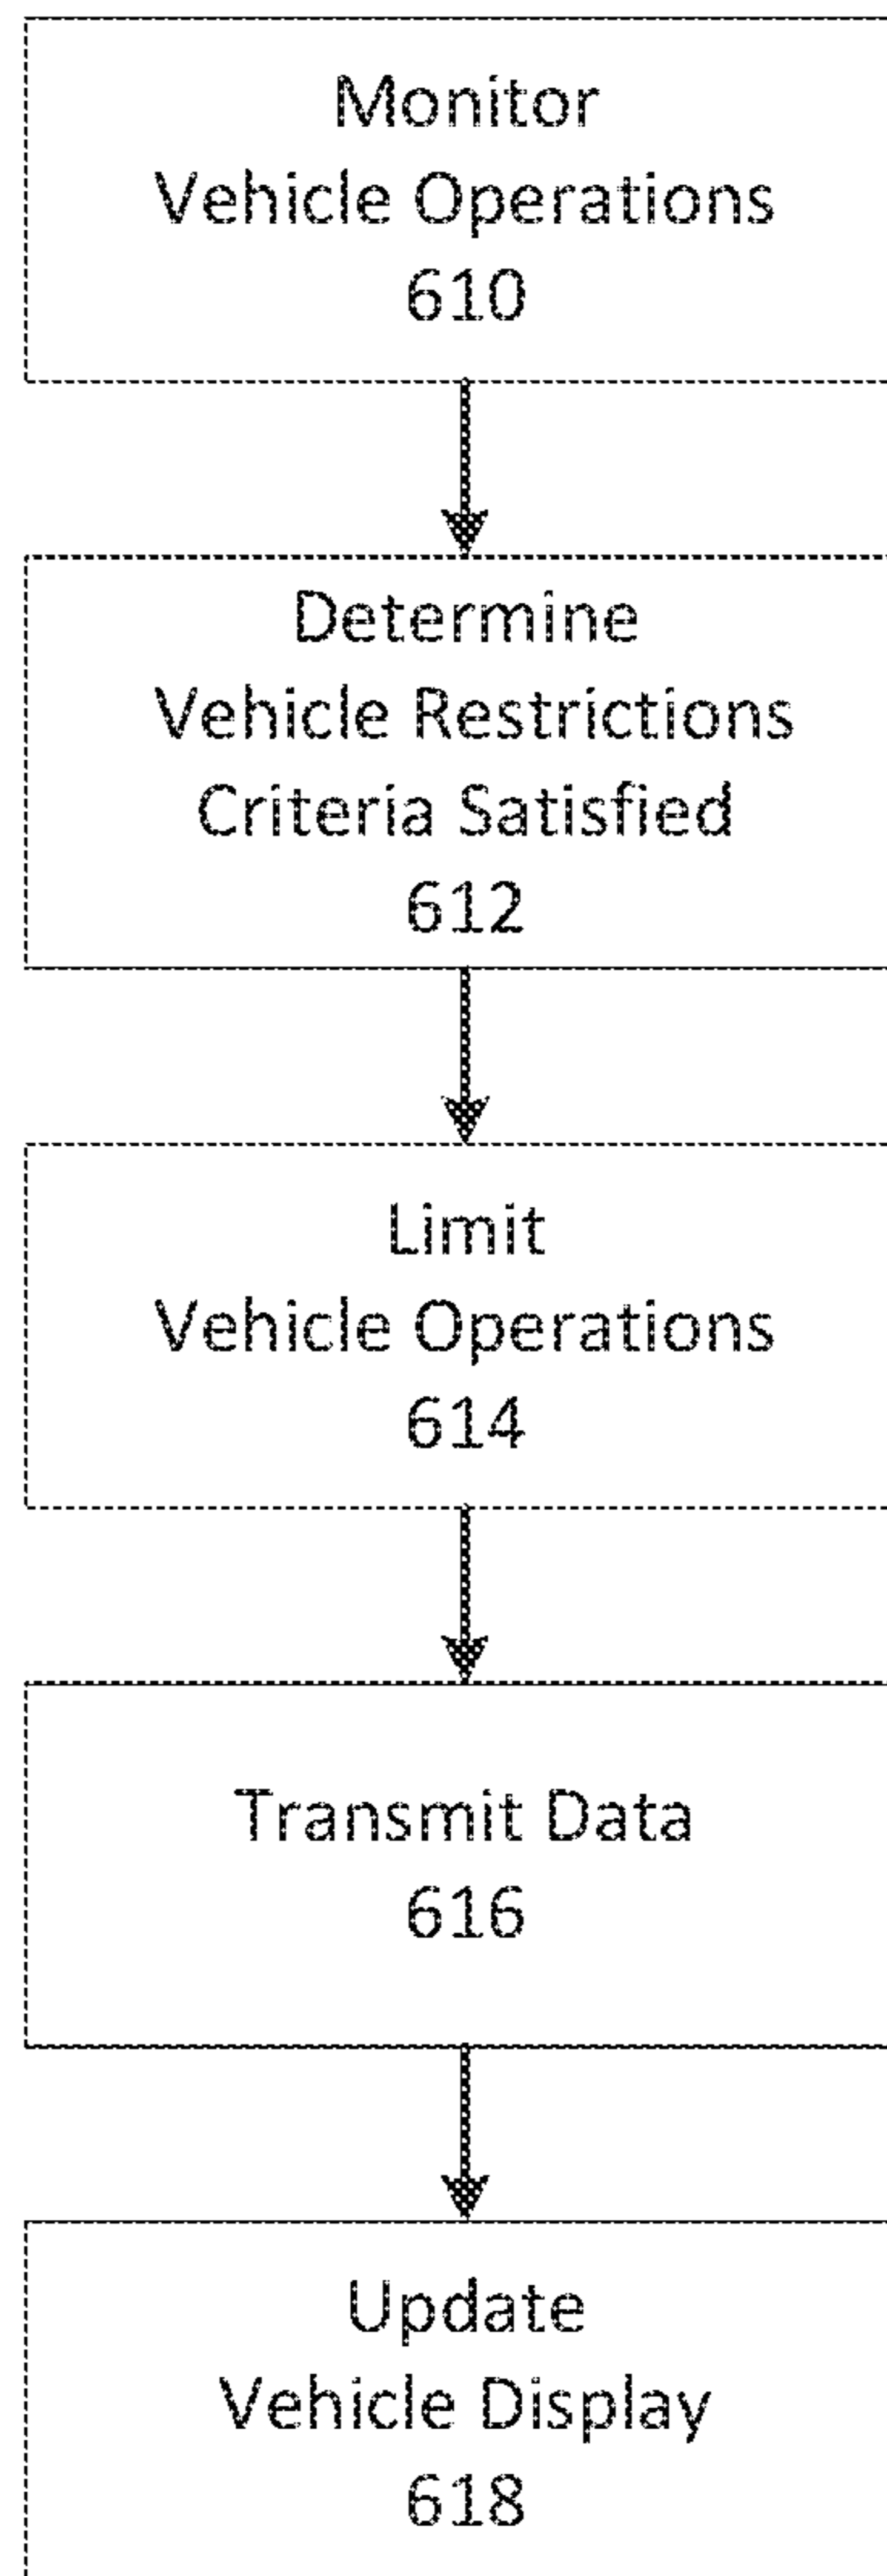 Monitor
Vehicle Operations
610
Determine
Vehicle Restrictions
Criteria Satisfied
612
Limit
Vehicle Operations
614
Transmit Data
616
Update
Vehicle Display
618